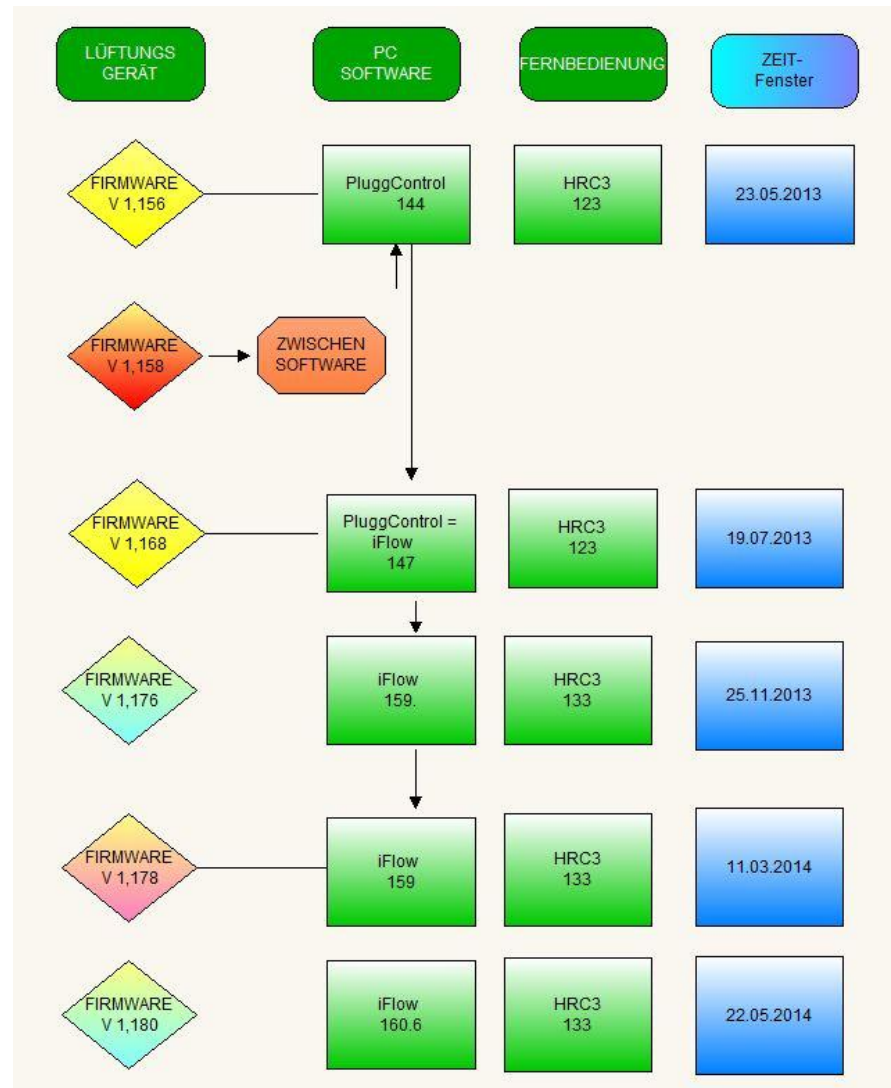 LÜFTUNGS
GERÄT
PC
SOFTWARE
FERNBEDIENUNG
ZEIT-
Fenster
FIRMWARE
V 1,156
PluggControl
144
HRC3
123
23.05.2013
FIRMWARE
V 1,158
ZWISCHEN
SOFTWARE
FIRMWARE
V 1,168
PluggControl =
iFlow
147
HRC3
123
19.07.2013
FIRMWARE
V 1,176
iFlow
159.
HRC3
133
25.11.2013
FIRMWARE
V 1,178
iFlow
159
HRC3
133
11.03.2014
FIRMWARE
V 1,180
iFlow
160.6
HRC3
133
22.05.2014